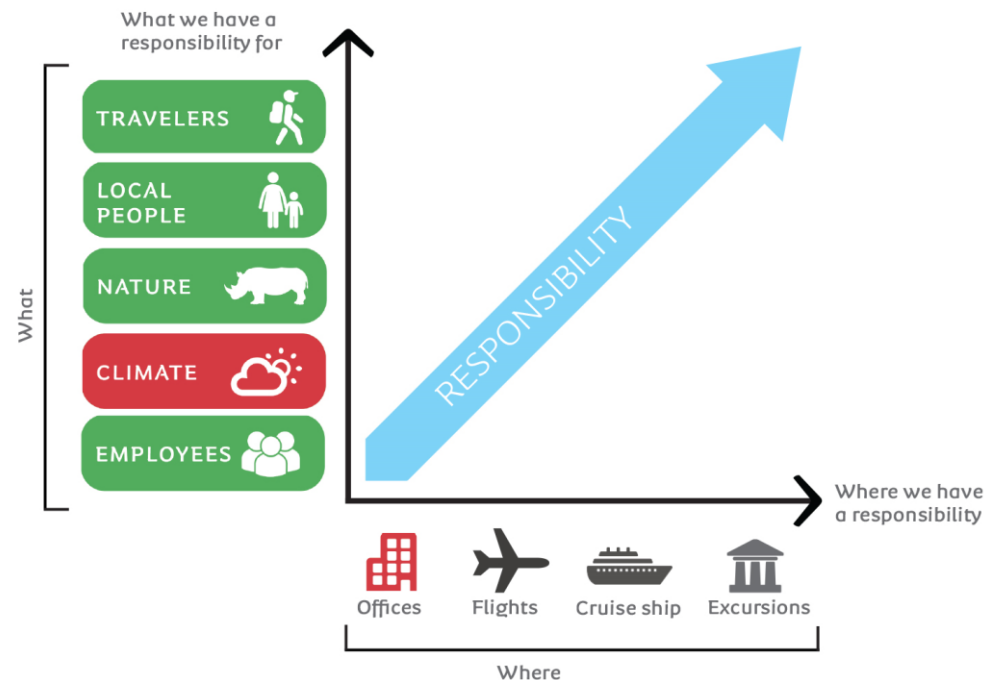 What we have a
responsibility for
TRAVELERS
LOCAL
PEOPLE
NATURE
CLIMATE
EMPLOYEES
What
RESPONSIBILITY
Where we have
a responsibility
Offices
Flights
Cruise ship
Excursions
Where